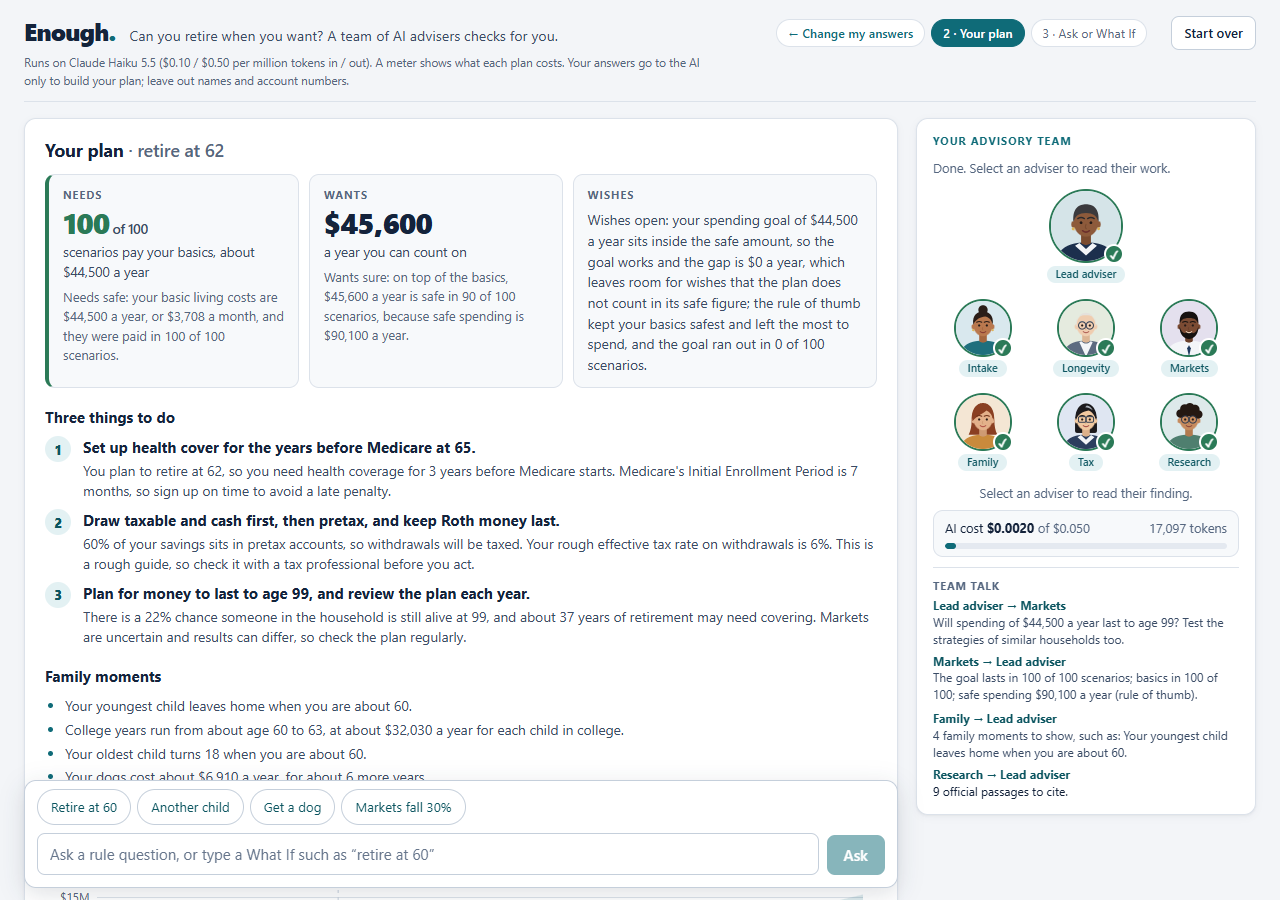 Enough. Can you retire when you want? A team of AI advisers checks for you.
← Change my answers
2 · Your plan
3 · Ask or What If
Start over
Runs on Claude Haiku 5.5 ($0.10 / $0.50 per million tokens in / out). A meter shows what each plan costs. Your answers go to the AI
only to build your plan; leave out names and account numbers.
Your plan · retire at 62
NEEDS
100 of 100
scenarios pay your basics, about
$44,500 a year
Needs safe: your basic living costs are
$44,500 a year, or $3,708 a month, and
they were paid in 100 of 100
scenarios.
WANTS
$45,600
a year you can count on
Wants sure: on top of the basics,
$45,600 a year is safe in 90 of 100
scenarios, because safe spending is
$90,100 a year.
WISHES
Wishes open: your spending goal of $44,500
a year sits inside the safe amount, so the
goal works and the gap is $0 a year, which
leaves room for wishes that the plan does
not count in its safe figure; the rule of thumb
kept your basics safest and left the most to
spend, and the goal ran out in 0 of 100
scenarios.
Three things to do
1 Set up health cover for the years before Medicare at 65.
You plan to retire at 62, so you need health coverage for 3 years before Medicare starts. Medicare's Initial Enrollment Period is 7
months, so sign up on time to avoid a late penalty.
2 Draw taxable and cash first, then pretax, and keep Roth money last.
60% of your savings sits in pretax accounts, so withdrawals will be taxed. Your rough effective tax rate on withdrawals is 6%. This is
a rough guide, so check it with a tax professional before you act.
3 Plan for money to last to age 99, and review the plan each year.
There is a 22% chance someone in the household is still alive at 99, and about 37 years of retirement may need covering. Markets
are uncertain and results can differ, so check the plan regularly.
Family moments
• Your youngest child leaves home when you are about 60.
• College years run from about age 60 to 63, at about $32,030 a year for each child in college.
• Your oldest child turns 18 when you are about 60.
• Your dogs cost about $6,910 a year, for about 6 more years.
Retire at 60
Another child
Get a dog
Markets fall 30%
Ask a rule question, or type a What If such as “retire at 60”
Ask
$15M
YOUR ADVISORY TEAM
Done. Select an adviser to read their work.
Lead adviser
Intake
Longevity
Markets
Family
Tax
Research
Select an adviser to read their finding.
AI cost $0.0020 of $0.050
17,097 tokens
TEAM TALK
Lead adviser → Markets
Will spending of $44,500 a year last to age 99? Test the
strategies of similar households too.
Markets → Lead adviser
The goal lasts in 100 of 100 scenarios; basics in 100 of
100; safe spending $90,100 a year (rule of thumb).
Family → Lead adviser
4 family moments to show, such as: Your youngest child
leaves home when you are about 60.
Research → Lead adviser
9 official passages to cite.